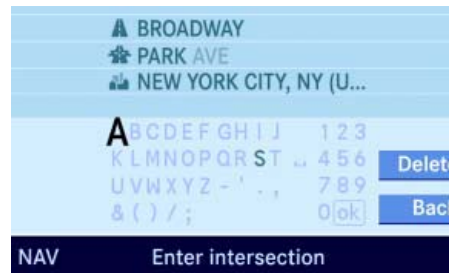 BROADWAY
PARK AVE
NEW YORK CITY, NY (U...
ABCDEFGHIJ 123
KLMNOPQRST ␣ 456 Delete
UVWXYZ-'., 789
&()/; 0 ok Bac
NAV Enter intersection